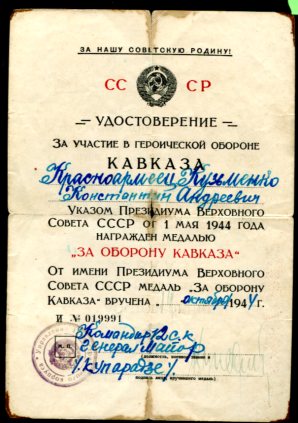 ЗА НАШУ СОВЕТСКУЮ РОДИНУ!
СС СР
УДОСТОВЕРЕНИЕ
ЗА УЧАСТИЕ В ГЕРОИЧЕСКОЙ ОБОРОНЕ
КАВКАЗА
Красноармеец Кузьменко
Константин Андреевич
УКАЗОМ ПРЕЗИДИУМА ВЕРХОВНОГО
СОВЕТА СССР ОТ 1 МАЯ 1944 ГОДА
НАГРАЖДЕН МЕДАЛЬЮ
"ЗА ОБОРОНУ КАВКАЗА"
ОТ ИМЕНИ ПРЕЗИДИУМА ВЕРХОВНОГО
СОВЕТА СССР МЕДАЛЬ „ЗА ОБОРОНУ
КАВКАЗА" ВРУЧЕНА октября 1944 г.
И № 019991
Командир 12 с.к.
Генерал Майор
/Купарадзе/